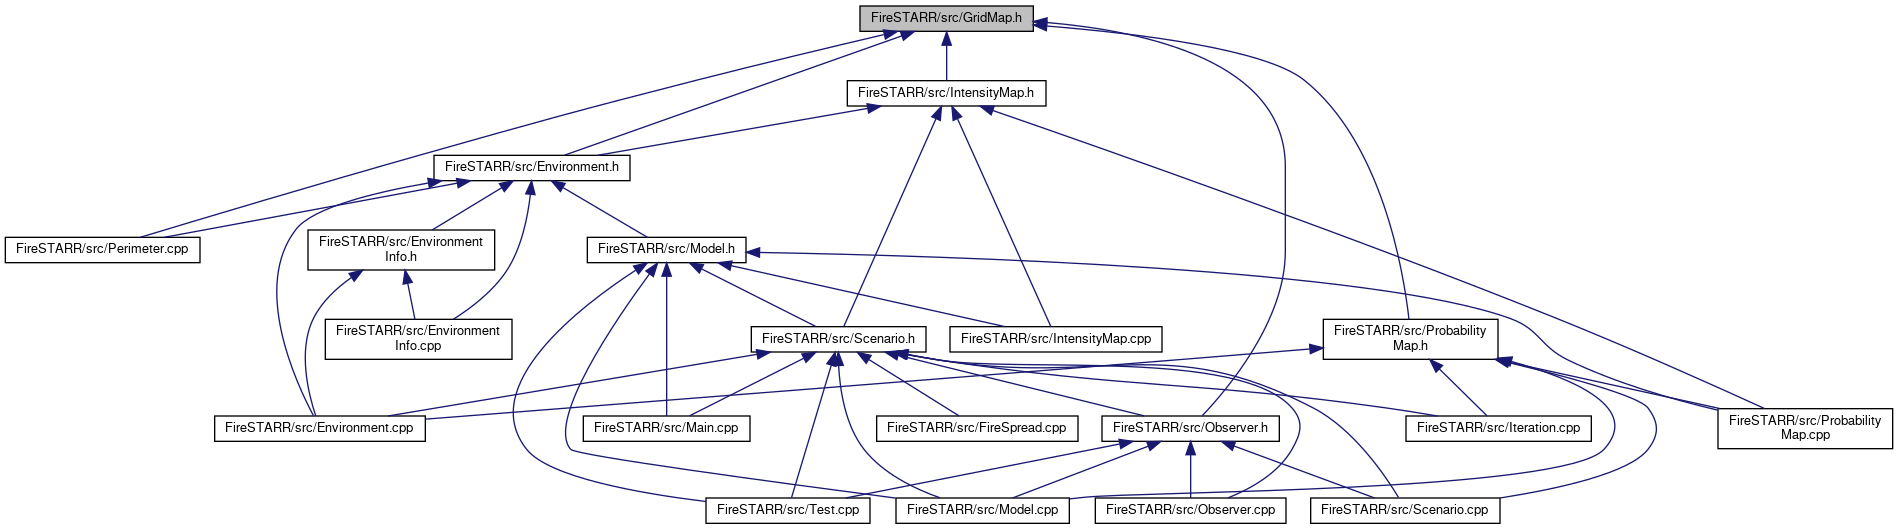 FireSTARR/src/GridMap.h
FireSTARR/src/IntensityMap.h
FireSTARR/src/Environment.h
FireSTARR/src/Perimeter.cpp
FireSTARR/src/Environment
Info.h
FireSTARR/src/Model.h
FireSTARR/src/Environment
Info.cpp
FireSTARR/src/Scenario.h
FireSTARR/src/IntensityMap.cpp
FireSTARR/src/Probability
Map.h
FireSTARR/src/Environment.cpp
FireSTARR/src/Main.cpp
FireSTARR/src/FireSpread.cpp
FireSTARR/src/Observer.h
FireSTARR/src/Iteration.cpp
FireSTARR/src/Probability
Map.cpp
FireSTARR/src/Test.cpp
FireSTARR/src/Model.cpp
FireSTARR/src/Observer.cpp
FireSTARR/src/Scenario.cpp